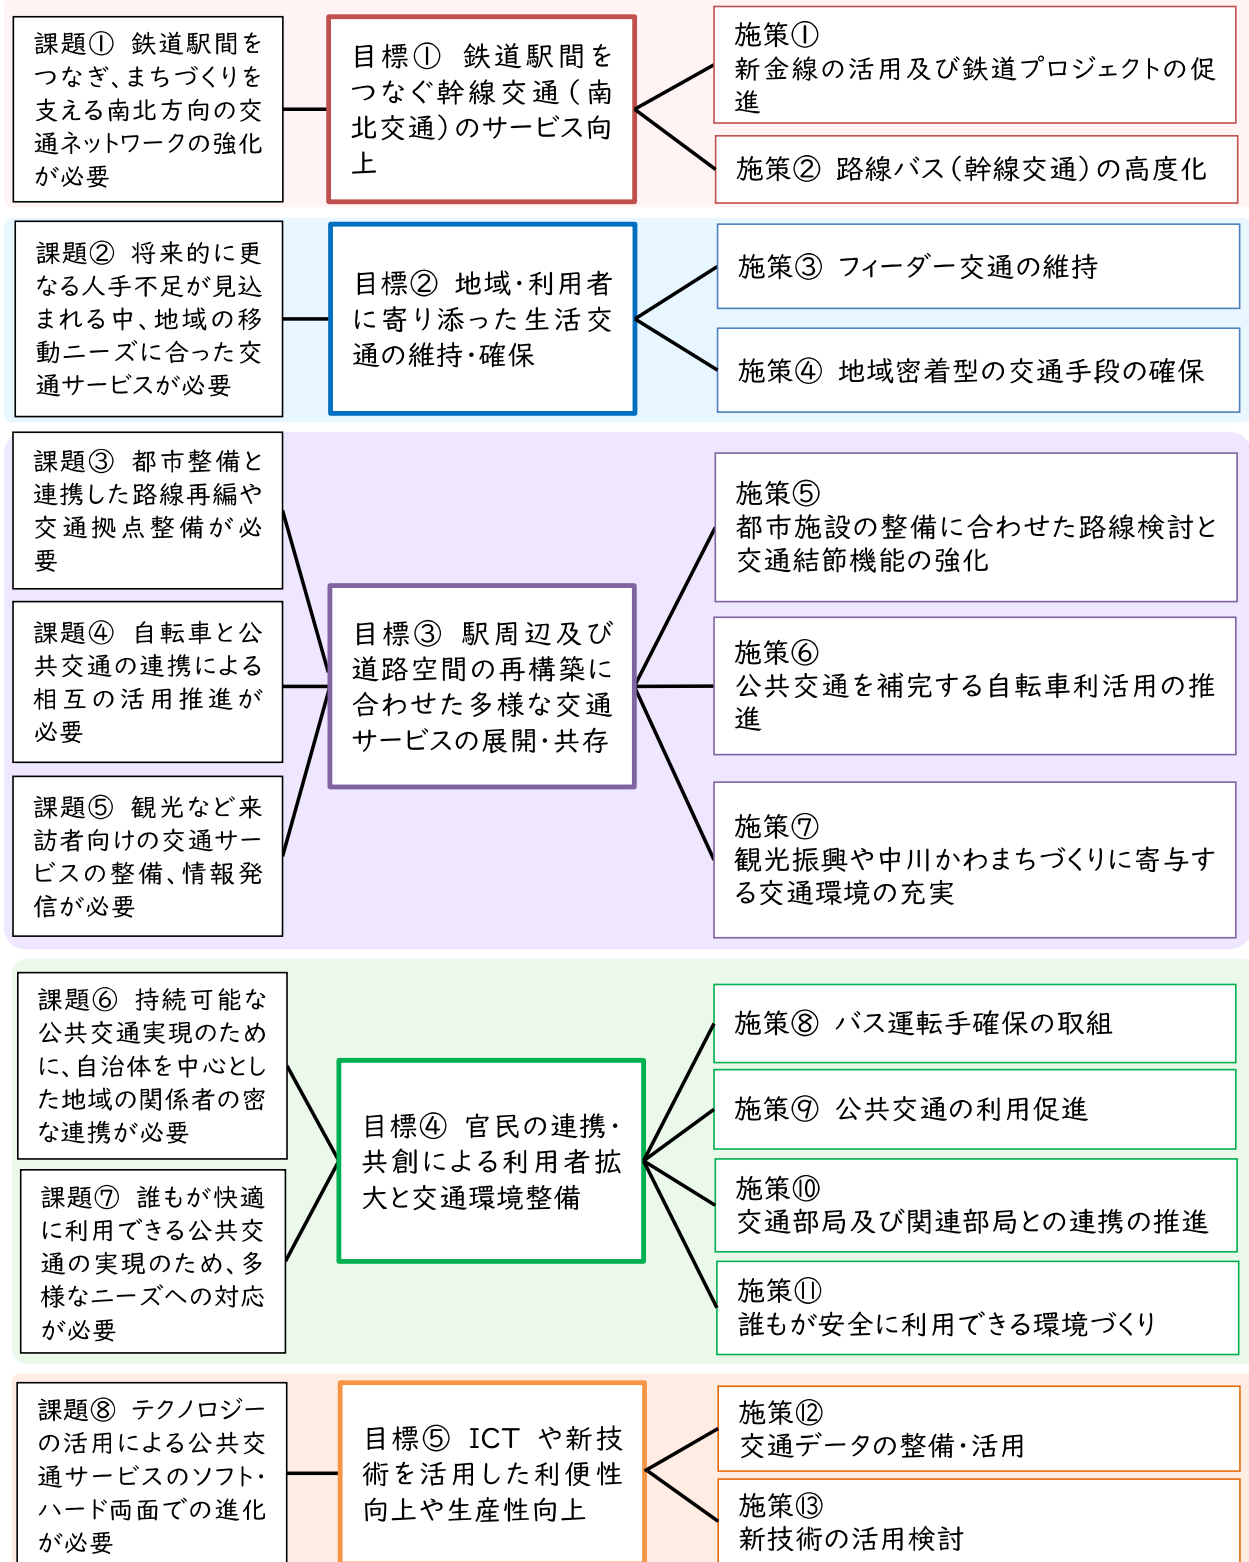 課題① 鉄道駅間を
つなぎ、まちづくりを
支える南北方向の交
通ネットワークの強化
が必要
目標① 鉄道駅間を
つなぐ幹線交通（南
北交通）のサービス向
上
施策①
新金線の活用及び鉄道プロジェクトの促
進
施策② 路線バス（幹線交通）の高度化
課題② 将来的に更
なる人手不足が見込
まれる中、地域の移
動ニーズに合った交
通サービスが必要
目標② 地域・利用者
に寄り添った生活交
通の維持・確保
施策③ フィーダー交通の維持
施策④ 地域密着型の交通手段の確保
課題③ 都市整備と
連携した路線再編や
交通拠点整備が必
要
課題④ 自転車と公
共交通の連携による
相互の活用推進が
必要
課題⑤ 観光など来
訪者向けの交通サー
ビスの整備、情報発
信が必要
目標③ 駅周辺及び
道路空間の再構築に
合わせた多様な交通
サービスの展開・共存
施策⑤
都市施設の整備に合わせた路線検討と
交通結節機能の強化
施策⑥
公共交通を補完する自転車利活用の推
進
施策⑦
観光振興や中川かわまちづくりに寄与す
る交通環境の充実
課題⑥ 持続可能な
公共交通実現のため
に、自治体を中心とし
た地域の関係者の密
な連携が必要
課題⑦ 誰もが快適
に利用できる公共交
通の実現のため、多
様なニーズへの対応
が必要
目標④ 官民の連携・
共創による利用者拡
大と交通環境整備
施策⑧ バス運転手確保の取組
施策⑨ 公共交通の利用促進
施策⑩
交通部局及び関連部局との連携の推進
施策⑪
誰もが安全に利用できる環境づくり
課題⑧ テクノロジー
の活用による公共交
通サービスのソフト・
ハード両面での進化
が必要
目標⑤ ICT や新技
術を活用した利便性
向上や生産性向上
施策⑫
交通データの整備・活用
施策⑬
新技術の活用検討